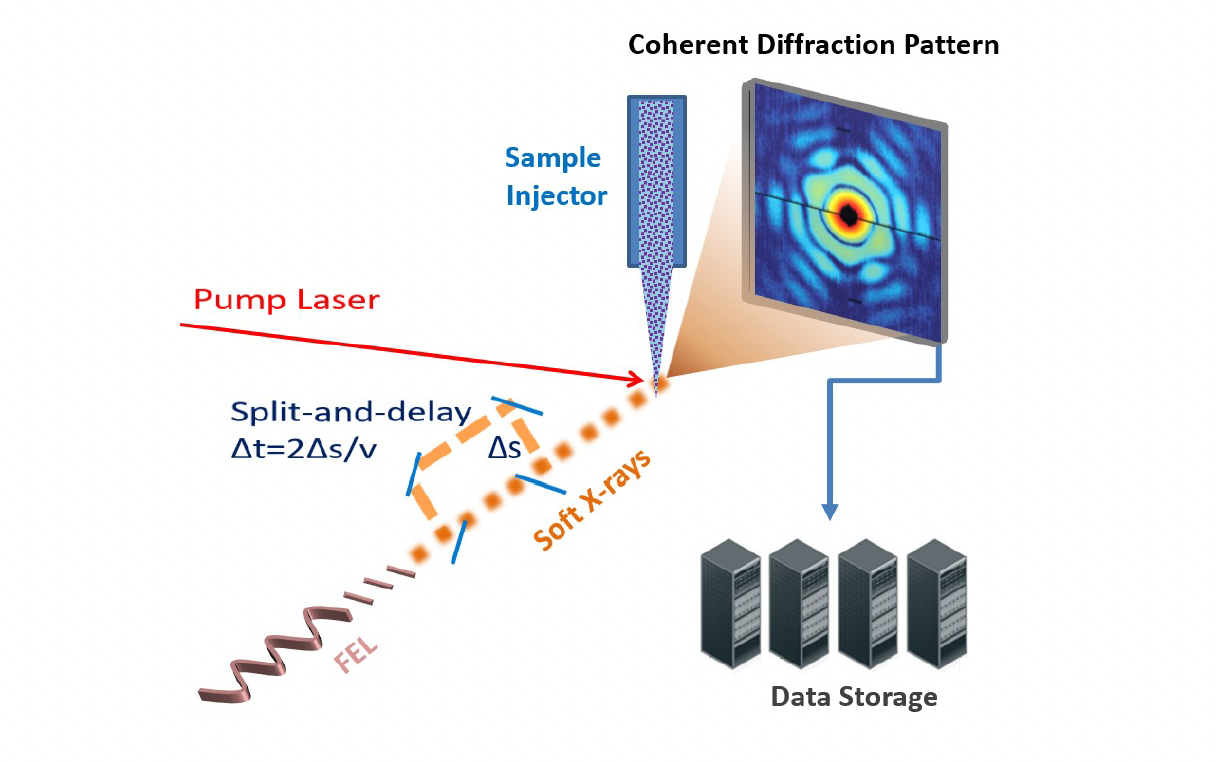 Coherent Diffraction Pattern
Sample
Injector
Pump Laser
Split-and-delay
Δt=2Δs/v
Δs
Soft X-rays
FEL
Data Storage